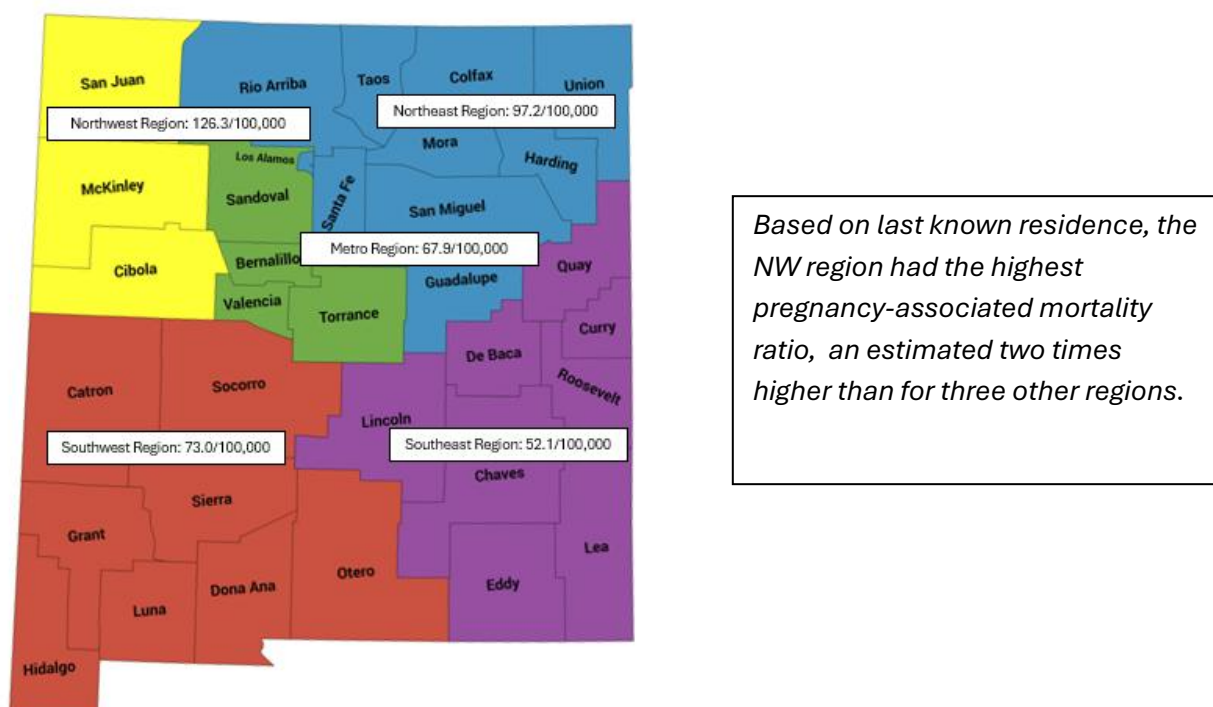 San Juan
Rio Arriba
Taos
Colfax
Union
Northwest Region: 126.3/100,000
Northeast Region: 97.2/100,000
Los Alamos
Mora
Harding
McKinley
Sandoval
Santa Fe
San Miguel
Metro Region: 67.9/100,000
Cibola
Bernalillo
Quay
Guadalupe
Valencia
Torrance
Curry
De Baca
Roosevelt
Catron
Socorro
Lincoln
Southwest Region: 73.0/100,000
Southeast Region: 52.1/100,000
Chaves
Sierra
Grant
Lea
Otero
Dona Ana
Eddy
Luna
Hidalgo
Based on last known residence, the
NW region had the highest
pregnancy-associated mortality
ratio, an estimated two times
higher than for three other regions.